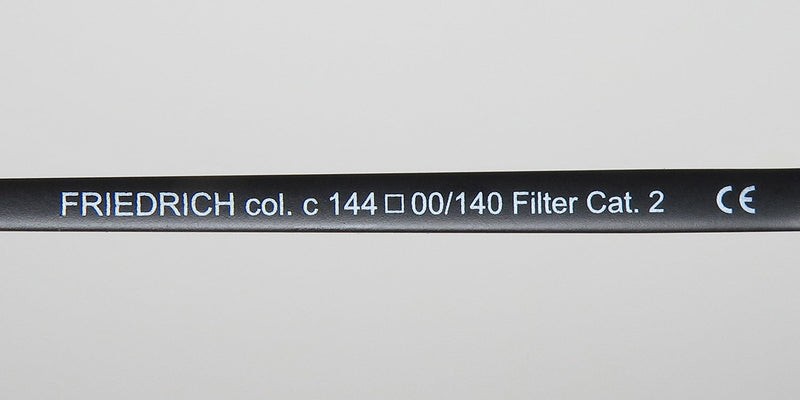 FRIEDRICH col. c 144□00/140 Filter Cat. 2 CE